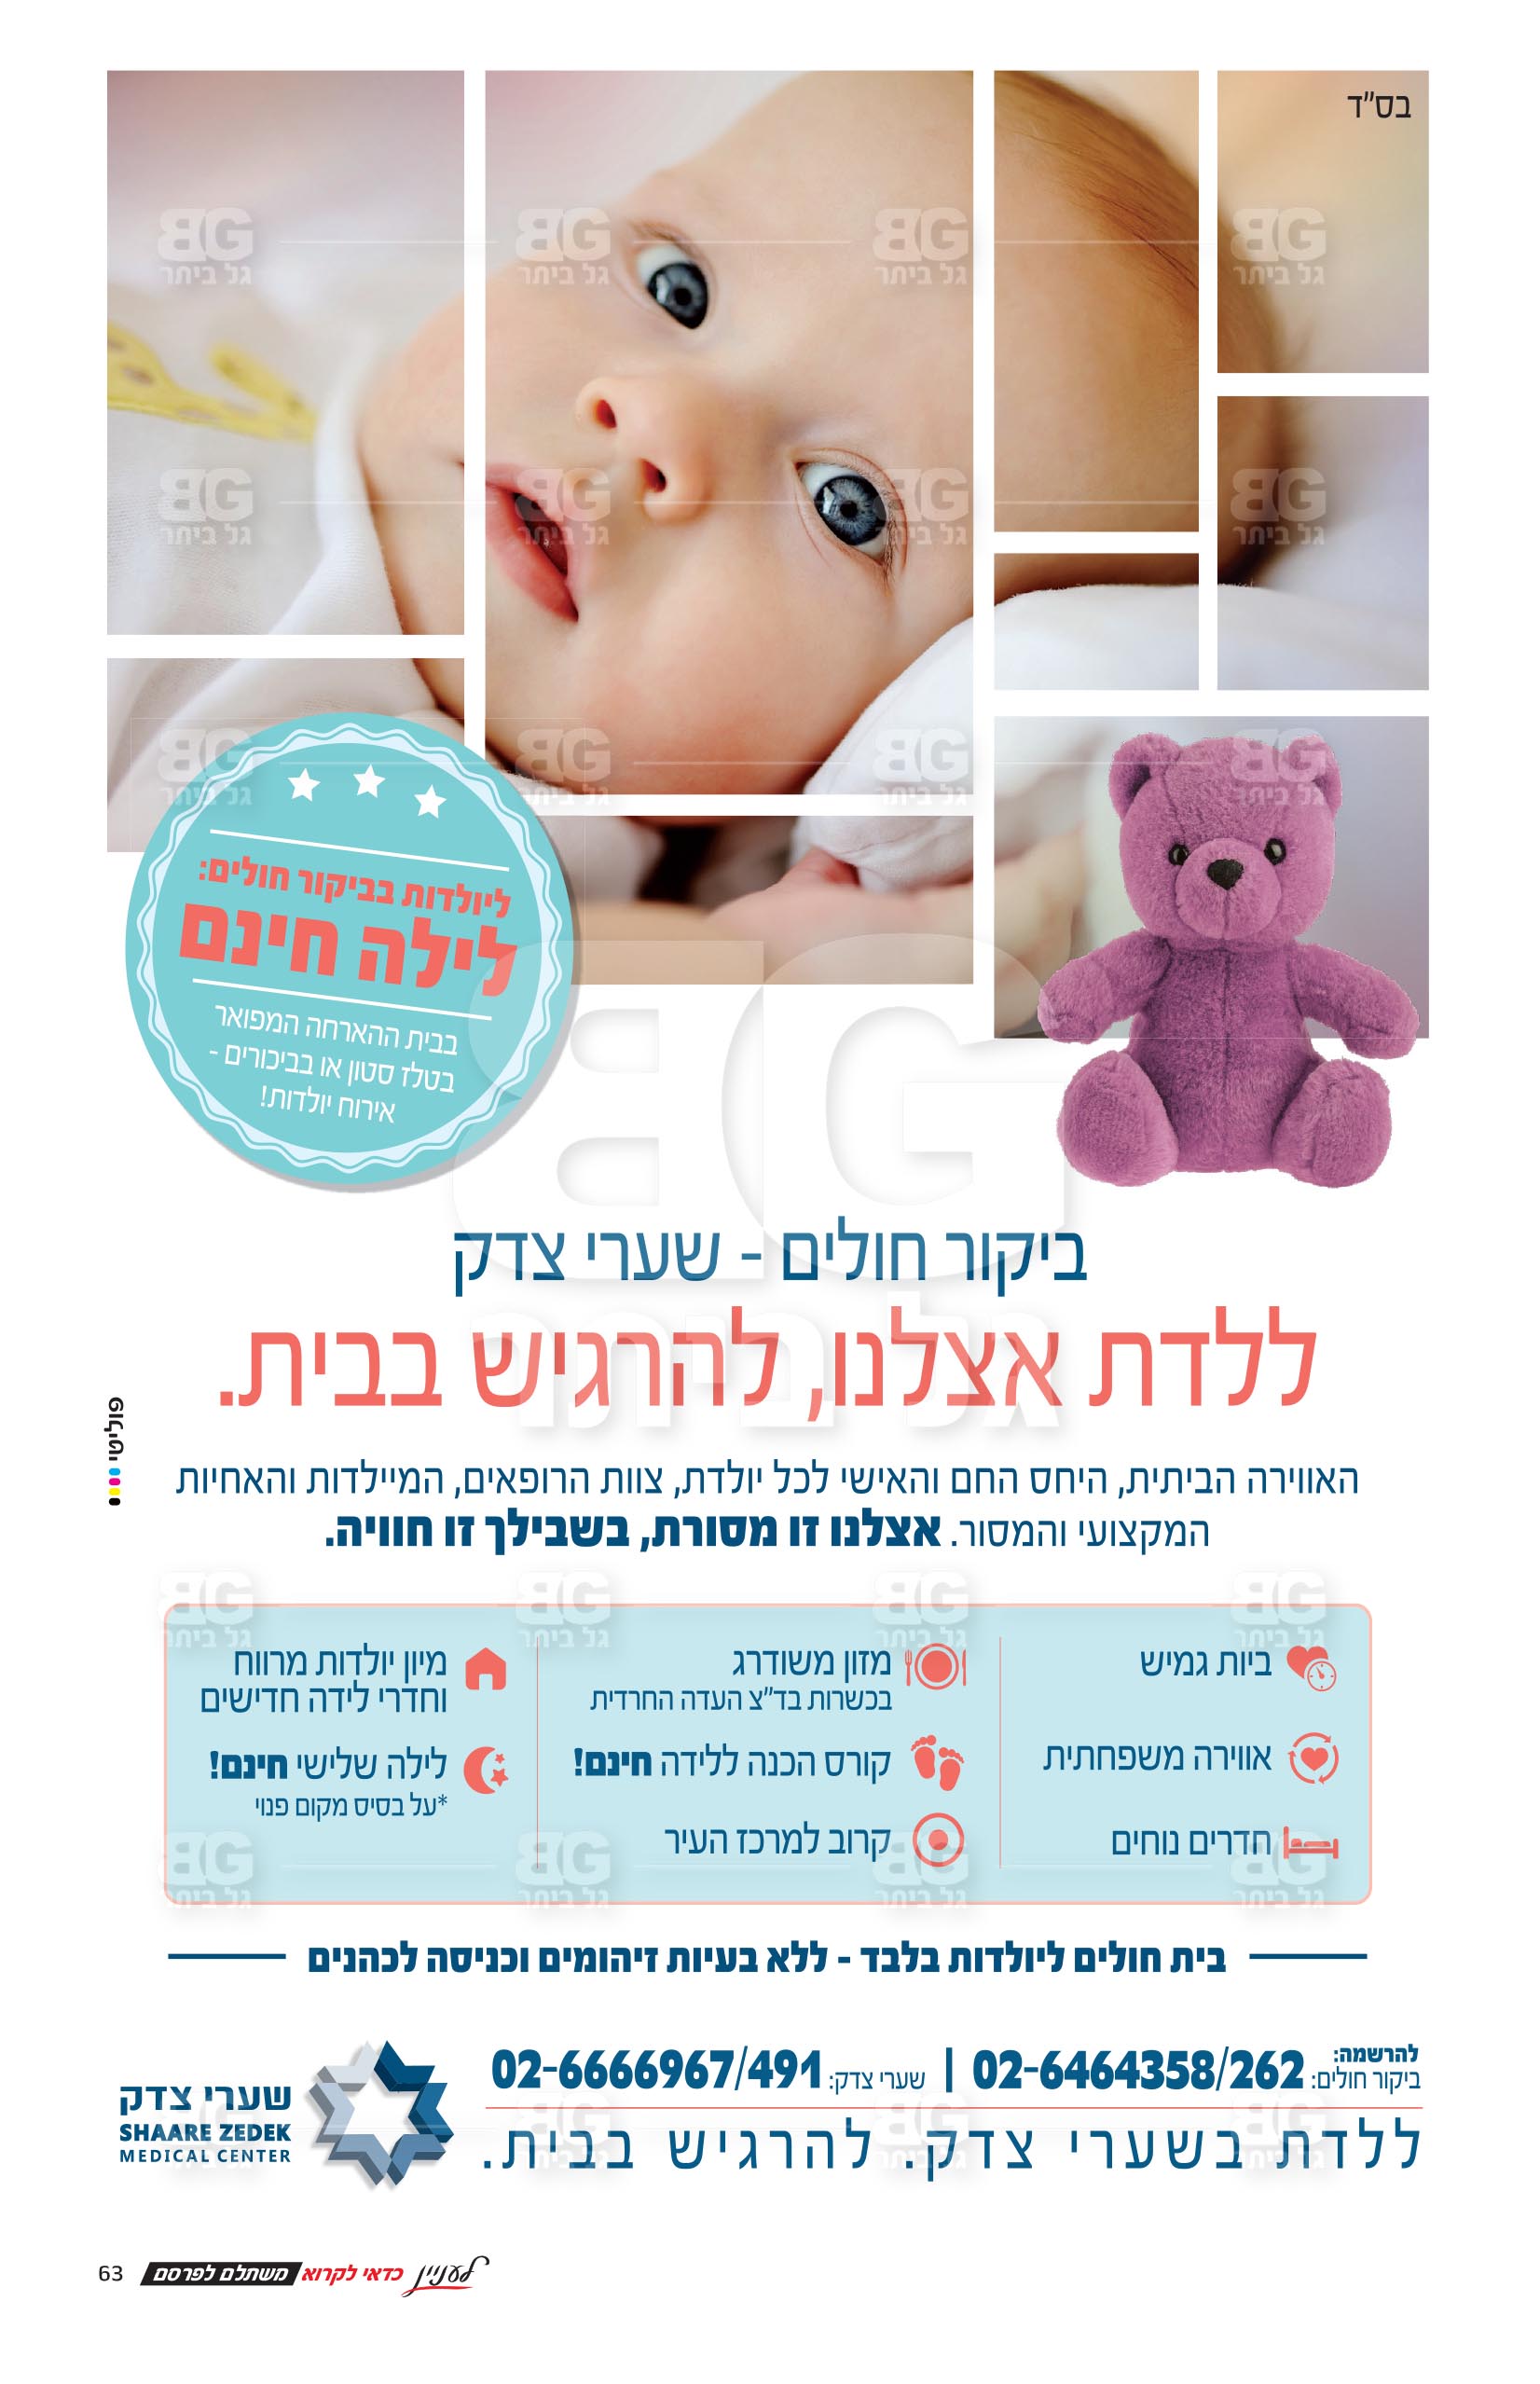 בס"ד
ליולדות בביקור חולים:
לילה חינם
בבית ההארחה המפואר
בטלז סטון או בביכורים -
אירוח יולדות!
ביקור חולים - שערי צדק
ללדת אצלנו, להרגיש בבית.
האווירה הביתית, היחס החם והאישי לכל יולדת, צוות הרופאים, המיילדות והאחיות
המקצועי והמסור. אצלנו זו מסורת, בשבילך זו חוויה.
פוליטי
ביות גמיש
אווירה משפחתית
חדרים נוחים
מזון משודרג
בכשרות בד"צ העדה החרדית
קורס הכנה ללידה חינם!
קרוב למרכז העיר
מיון יולדות מרווח
וחדרי לידה חדישים
לילה שלישי חינם!
*על בסיס מקום פנוי
בית חולים ליולדות בלבד - ללא בעיות זיהומים וכניסה לכהנים
להרשמה:
ביקור חולים: 02-6464358/262 | שערי צדק: 02-6666967/491
ללדת בשערי צדק. להרגיש בבית.
שערי צדק
SHAARE ZEDEK
MEDICAL CENTER
לעניין כדאי לקרוא משתלם לפרסם 63
BG
גל ביתר